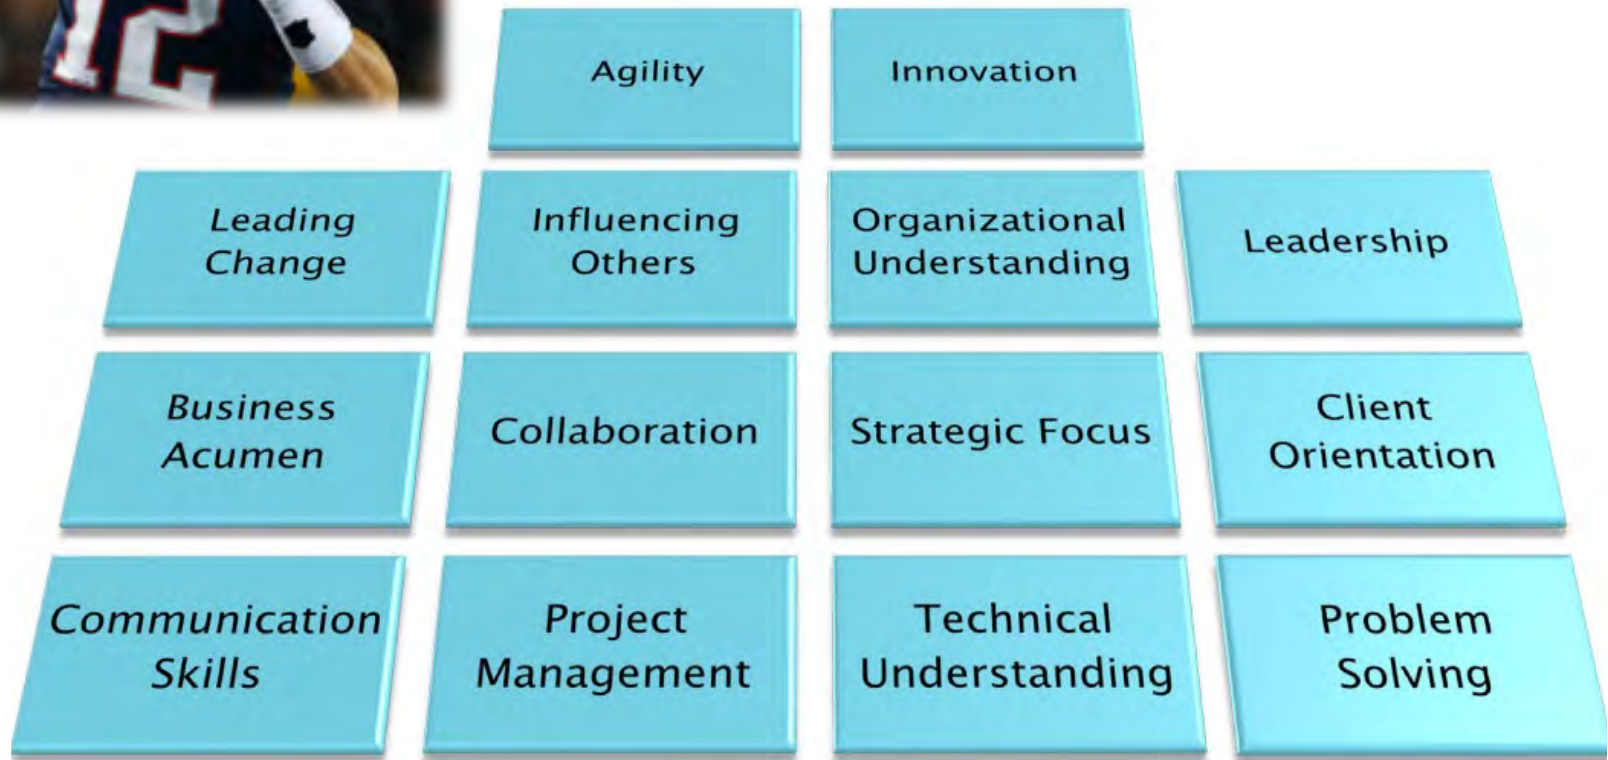 12
Agility
Innovation
Leading
Change
Influencing
Others
Organizational
Understanding
Leadership
Business
Acumen
Collaboration
Strategic Focus
Client
Orientation
Communication
Skills
Project
Management
Technical
Understanding
Problem
Solving